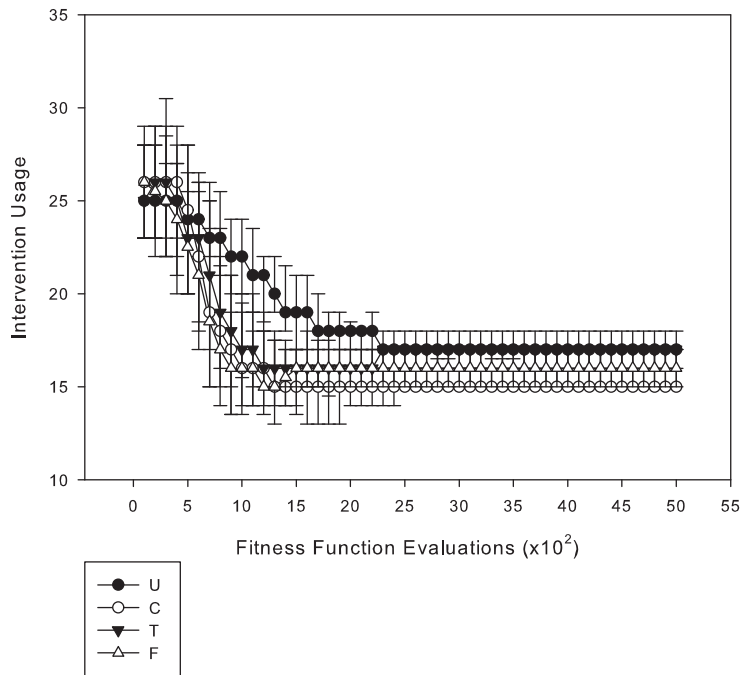 35
30
25
20
15
10
Intervention Usage
0 5 10 15 20 25 30 35 40 45 50 55
Fitness Function Evaluations (x10²)
U
C
T
F